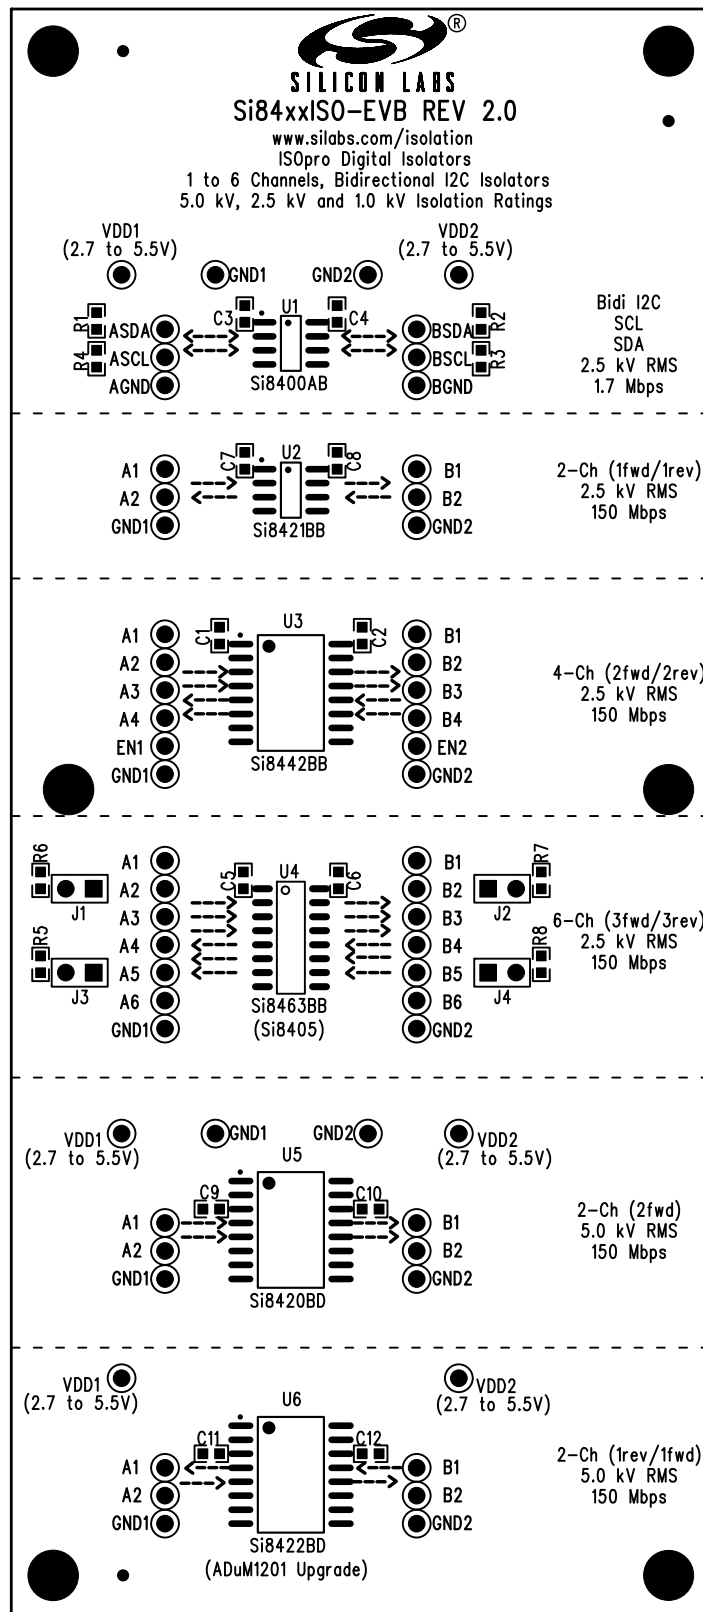 ®
SILICON LABS
Si84xxISO-EVB REV 2.0
www.silabs.com/isolation
ISOpro Digital Isolators
1 to 6 Channels, Bidirectional I2C Isolators
5.0 kV, 2.5 kV and 1.0 kV Isolation Ratings
VDD1
(2.7 to 5.5V)
GND1
GND2
VDD2
(2.7 to 5.5V)
R1
R4
ASDA
ASCL
AGND
C3
U1
C4
Si8400AB
BSDA
BSCL
BGND
R2
R3
Bidi I2C
SCL
SDA
2.5 kV RMS
1.7 Mbps
A1
A2
GND1
C7
U2
C8
Si8421BB
B1
B2
GND2
2-Ch (1fwd/1rev)
2.5 kV RMS
150 Mbps
A1
A2
A3
A4
EN1
GND1
C1
U3
C2
Si8442BB
B1
B2
B3
B4
EN2
GND2
4-Ch (2fwd/2rev)
2.5 kV RMS
150 Mbps
R6
J1
R5
J3
A1
A2
A3
A4
A5
A6
GND1
C5
U4
C6
Si8463BB
(Si8405)
B1
B2
B3
B4
B5
B6
GND2
R7
J2
R8
J4
6-Ch (3fwd/3rev)
2.5 kV RMS
150 Mbps
VDD1
(2.7 to 5.5V)
GND1
GND2
VDD2
(2.7 to 5.5V)
A1
A2
GND1
C9
U5
C10
Si8420BD
B1
B2
GND2
2-Ch (2fwd)
5.0 kV RMS
150 Mbps
VDD1
(2.7 to 5.5V)
VDD2
(2.7 to 5.5V)
A1
A2
GND1
C11
U6
C12
Si8422BD
(ADuM1201 Upgrade)
B1
B2
GND2
2-Ch (1rev/1fwd)
5.0 kV RMS
150 Mbps